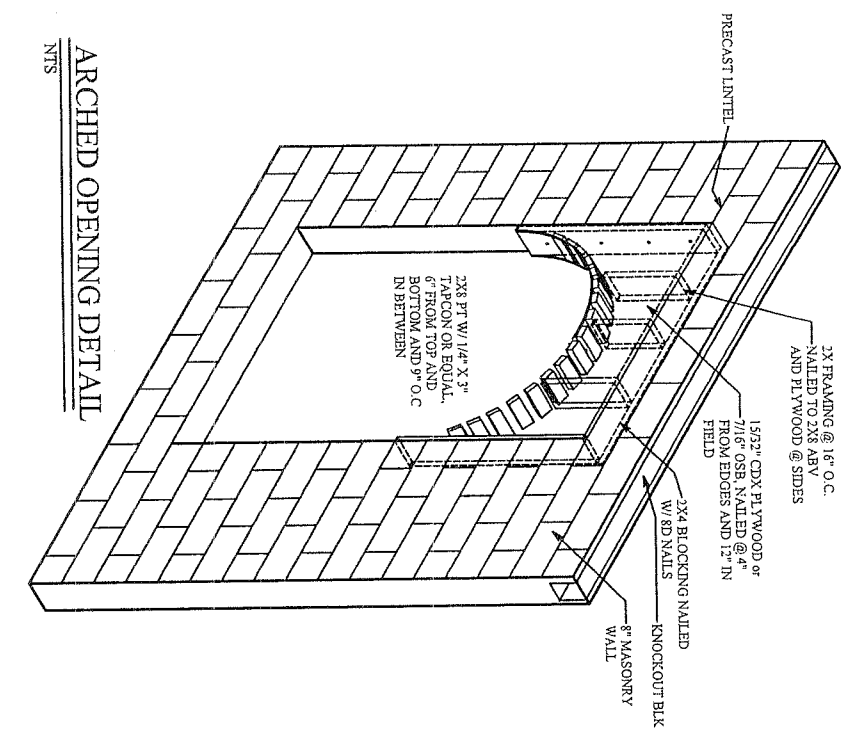 PRECAST LINTEL
2X FRAMING @ 16" O.C.
NAILED TO 2X8 ABV
AND PLYWOOD @ SIDES
15/32" CDX PLYWOOD or
7/16" OSB, NAILED @ 4"
FROM EDGES AND 12" IN
FIELD
2X4 BLOCKING NAILED
W/ 8D NAILS
KNOCKOUT BLK
8" MASONRY
WALL
2X8 PT W/ 1/4" X 3"
TAPCON OR EQUAL,
6" FROM TOP AND
BOTTOM AND 9" O.C
IN BETWEEN
ARCHED OPENING DETAIL
NTS